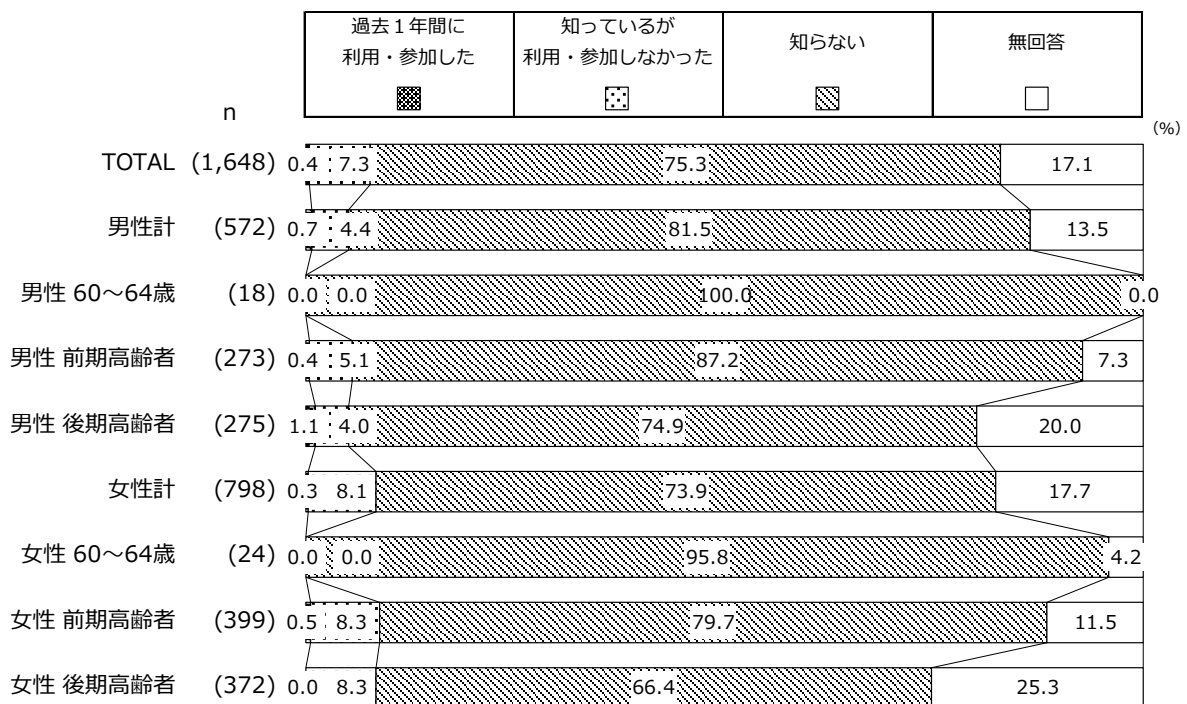 過去１年間に
利用・参加した
知っているが
利用・参加しなかった
知らない
無回答
n
(%)
TOTAL (1,648) 0.4 7.3 75.3 17.1
男性計 (572) 0.7 4.4 81.5 13.5
男性 60～64歳 (18) 0.0 0.0 100.0 0.0
男性 前期高齢者 (273) 0.4 5.1 87.2 7.3
男性 後期高齢者 (275) 1.1 4.0 74.9 20.0
女性計 (798) 0.3 8.1 73.9 17.7
女性 60～64歳 (24) 0.0 0.0 95.8 4.2
女性 前期高齢者 (399) 0.5 8.3 79.7 11.5
女性 後期高齢者 (372) 0.0 8.3 66.4 25.3